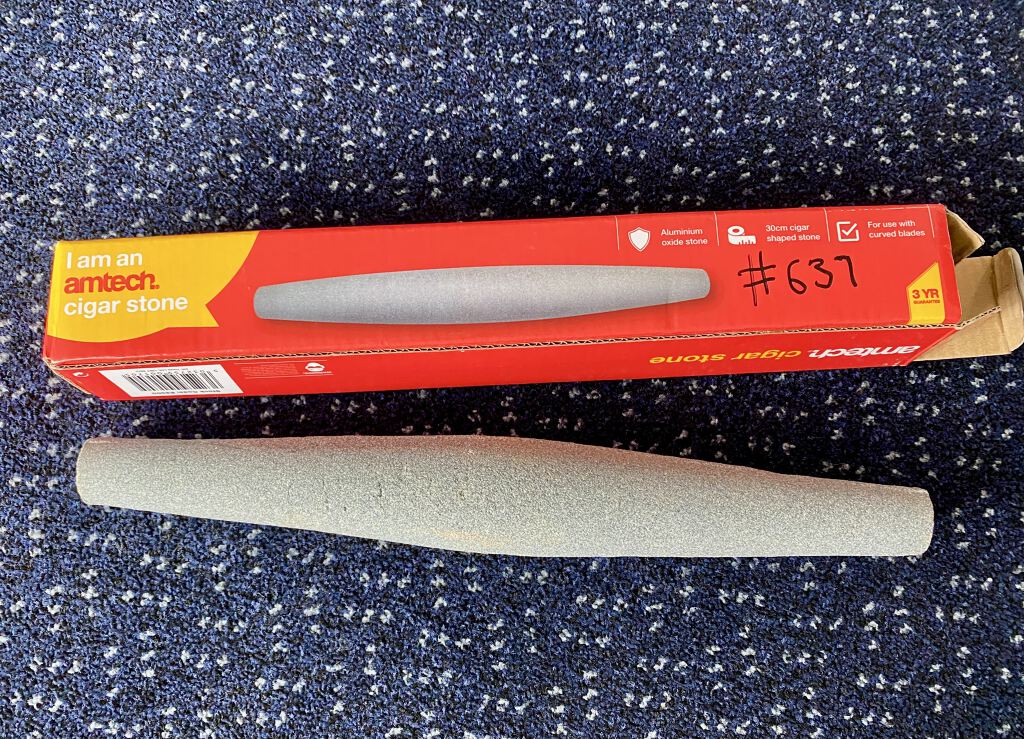 I am an
amtech.
cigar stone
Aluminium
oxide stone
30cm cigar
shaped stone
For use with
curved blades
#637
3 YR
GUARANTEE
amtech. cigar stone